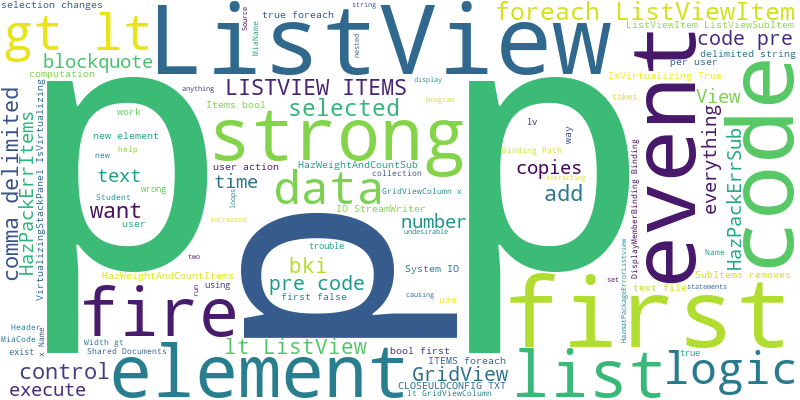 selection changes
true foreach
Source
MiaName
nested
string
foreach ListViewItem
ListViewItem ListViewSubItem
gt lt
ListView
code pre
delimited string
blockquote
computation
per user
IsVirtualizing True
anything
LISTVIEW ITEMS
display
program
takes
View
Items bool
selected
p
p
work
new element
help
new
text
Student
wrong
want
user
strong
lv
way
Binding Path
copies
extracting
add
user action
HazWeightAndCountSub
collection
time
loops
data
GridViewColumn x
increased
IO StreamWriter
number
undesirable
event
everything
code
comma delimited
HazPackErrItems
VirtualizingStackPanel IsVirtualizing
DisplayMemberBinding Binding
HazPackErrSub
Name
a
trouble
bki
pre code
first false
System IO
causing
use
two
HazWeightAndCountItems
run
using
fire
first
set
SubItems removes
text file
statements
HazmatPackageErrorListview
Header
MiaCode
exist
x Name
Width gt
Shared Documents
lt ListView
bool first
ITEMS foreach
true
control
execute
element
GridView
CLOSEULDCONFIG TXT
lt GridViewColumn
list
logic